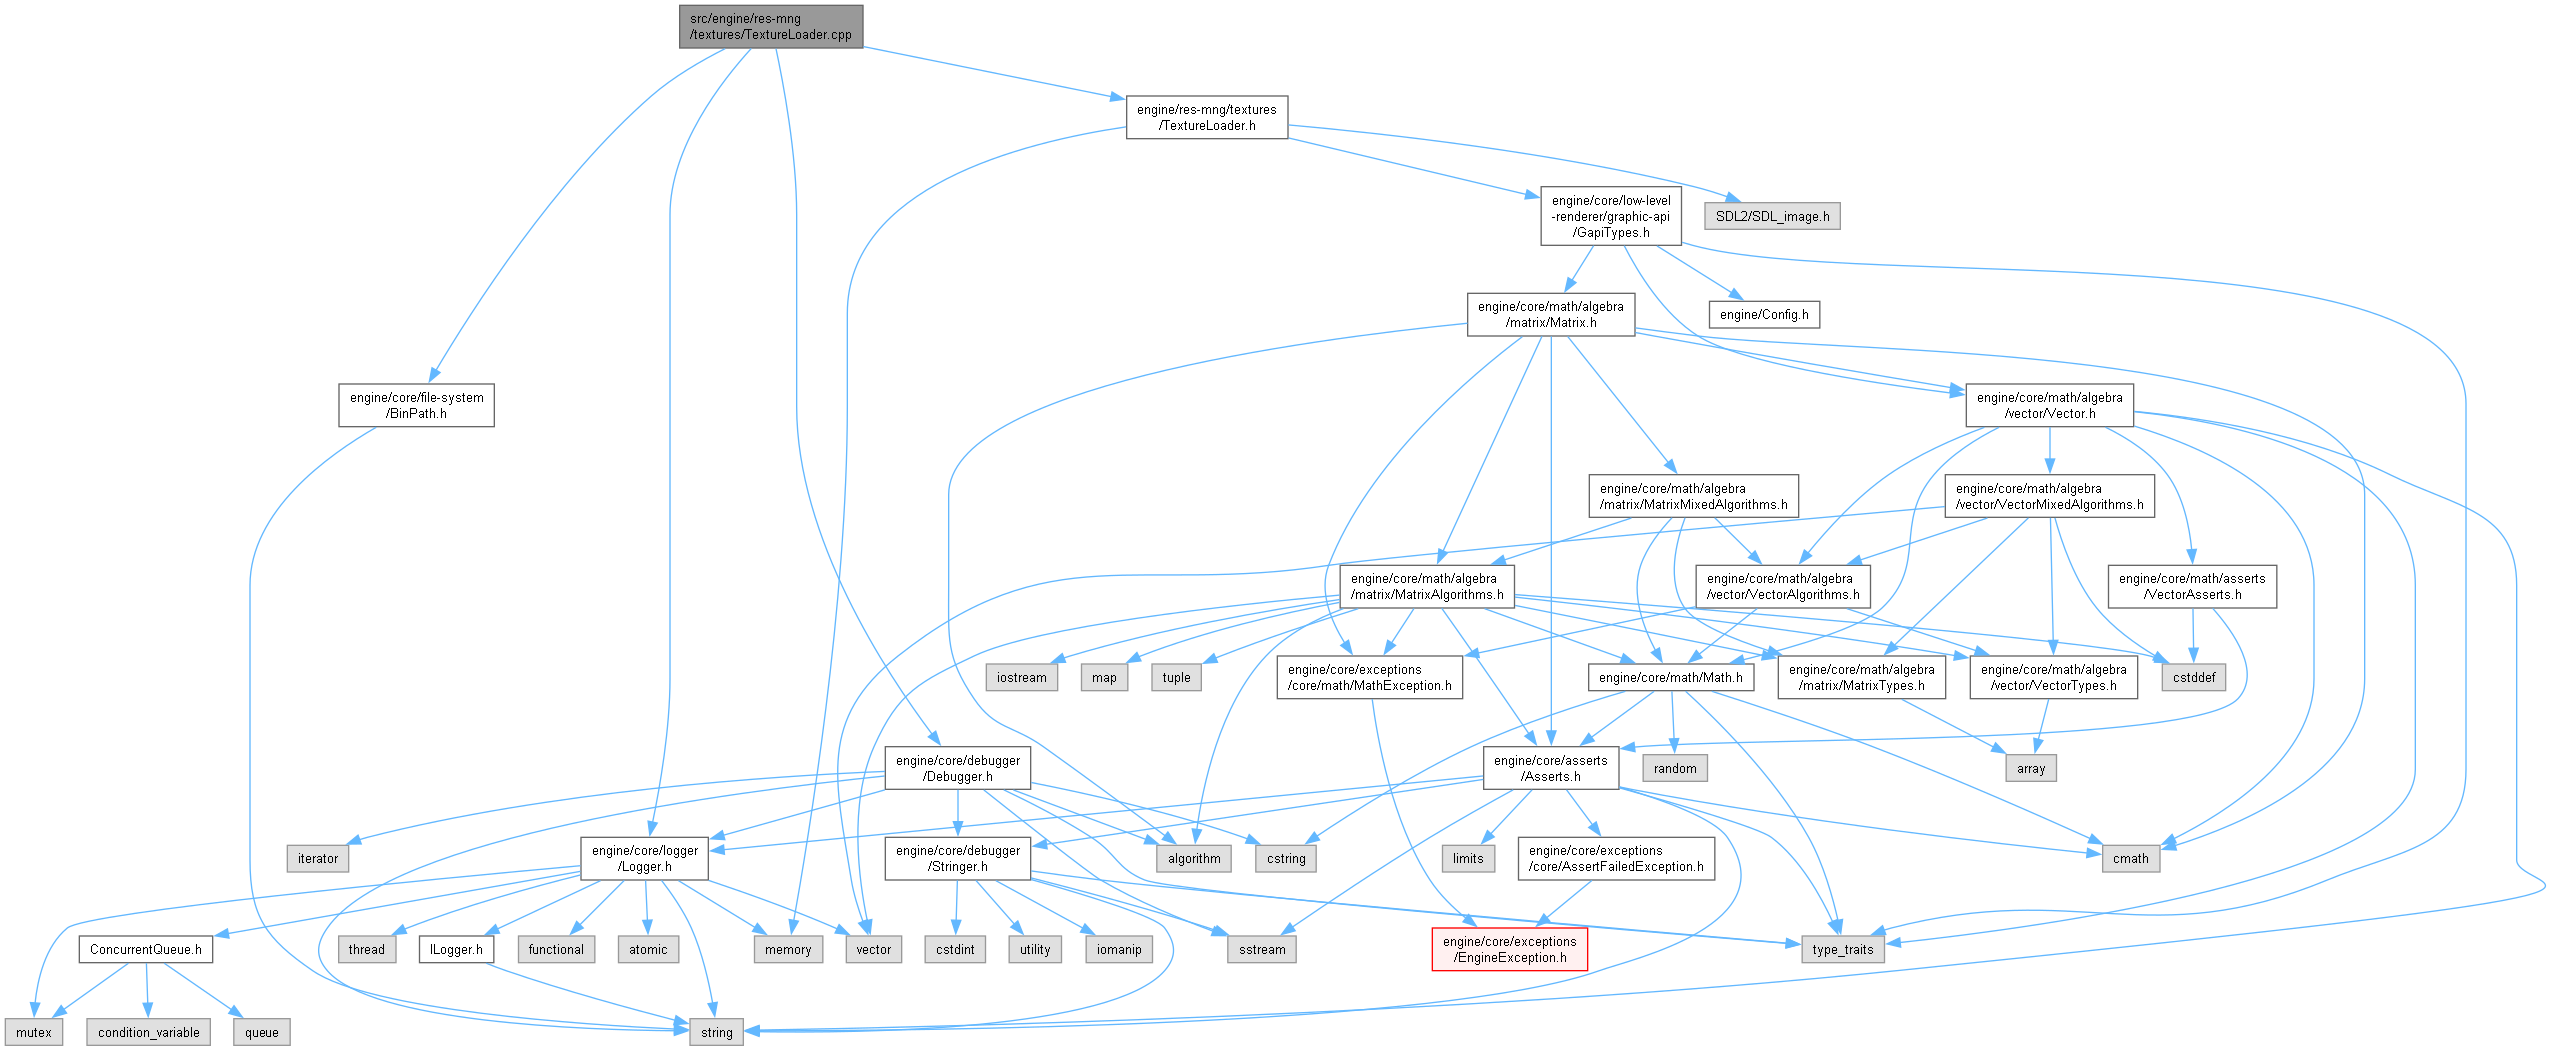 src/engine/res-mng
/textures/TextureLoader.cpp
engine/res-mng/textures
/TextureLoader.h
engine/core/low-level
-renderer/graphic-api
/GapiTypes.h
SDL2/SDL_image.h
engine/core/math/algebra
/matrix/Matrix.h
engine/Config.h
engine/core/file-system
/BinPath.h
engine/core/math/algebra
/vector/Vector.h
engine/core/math/algebra
/matrix/MatrixMixedAlgorithms.h
engine/core/math/algebra
/vector/VectorMixedAlgorithms.h
engine/core/math/algebra
/matrix/MatrixAlgorithms.h
engine/core/math/algebra
/vector/VectorAlgorithms.h
engine/core/math/asserts
/VectorAsserts.h
iostream
map
tuple
engine/core/exceptions
/core/math/MathException.h
engine/core/math/Math.h
engine/core/math/algebra
/matrix/MatrixTypes.h
engine/core/math/algebra
/vector/VectorTypes.h
cstddef
engine/core/debugger
/Debugger.h
engine/core/asserts
/Asserts.h
random
array
iterator
engine/core/logger
/Logger.h
engine/core/debugger
/Stringer.h
algorithm
cstring
limits
engine/core/exceptions
/core/AssertFailedException.h
cmath
ConcurrentQueue.h
thread
ILogger.h
functional
atomic
memory
vector
cstdint
utility
iomanip
sstream
engine/core/exceptions
/EngineException.h
type_traits
mutex
condition_variable
queue
string